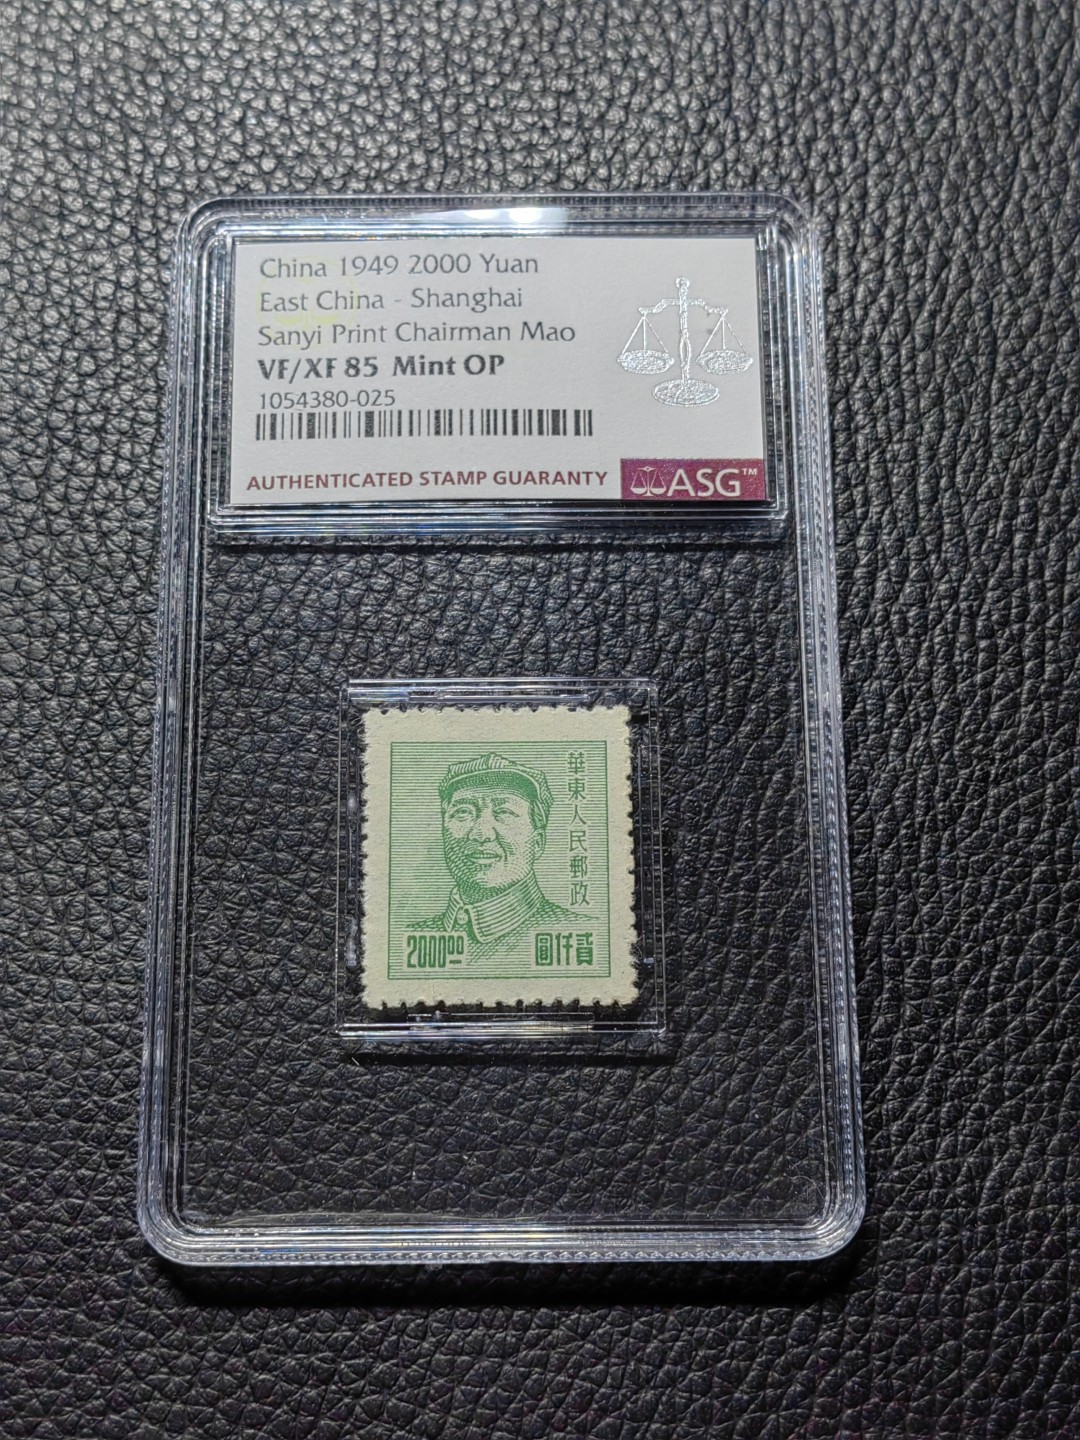 China 1949 2000 Yuan
East China - Shanghai
Sanyi Print Chairman Mao
VF/XF 85 Mint OP
1054380-025
AUTHENTICATED STAMP GUARANTY
ASG™
華東人民郵政
2000⁰⁰
圓仟貳